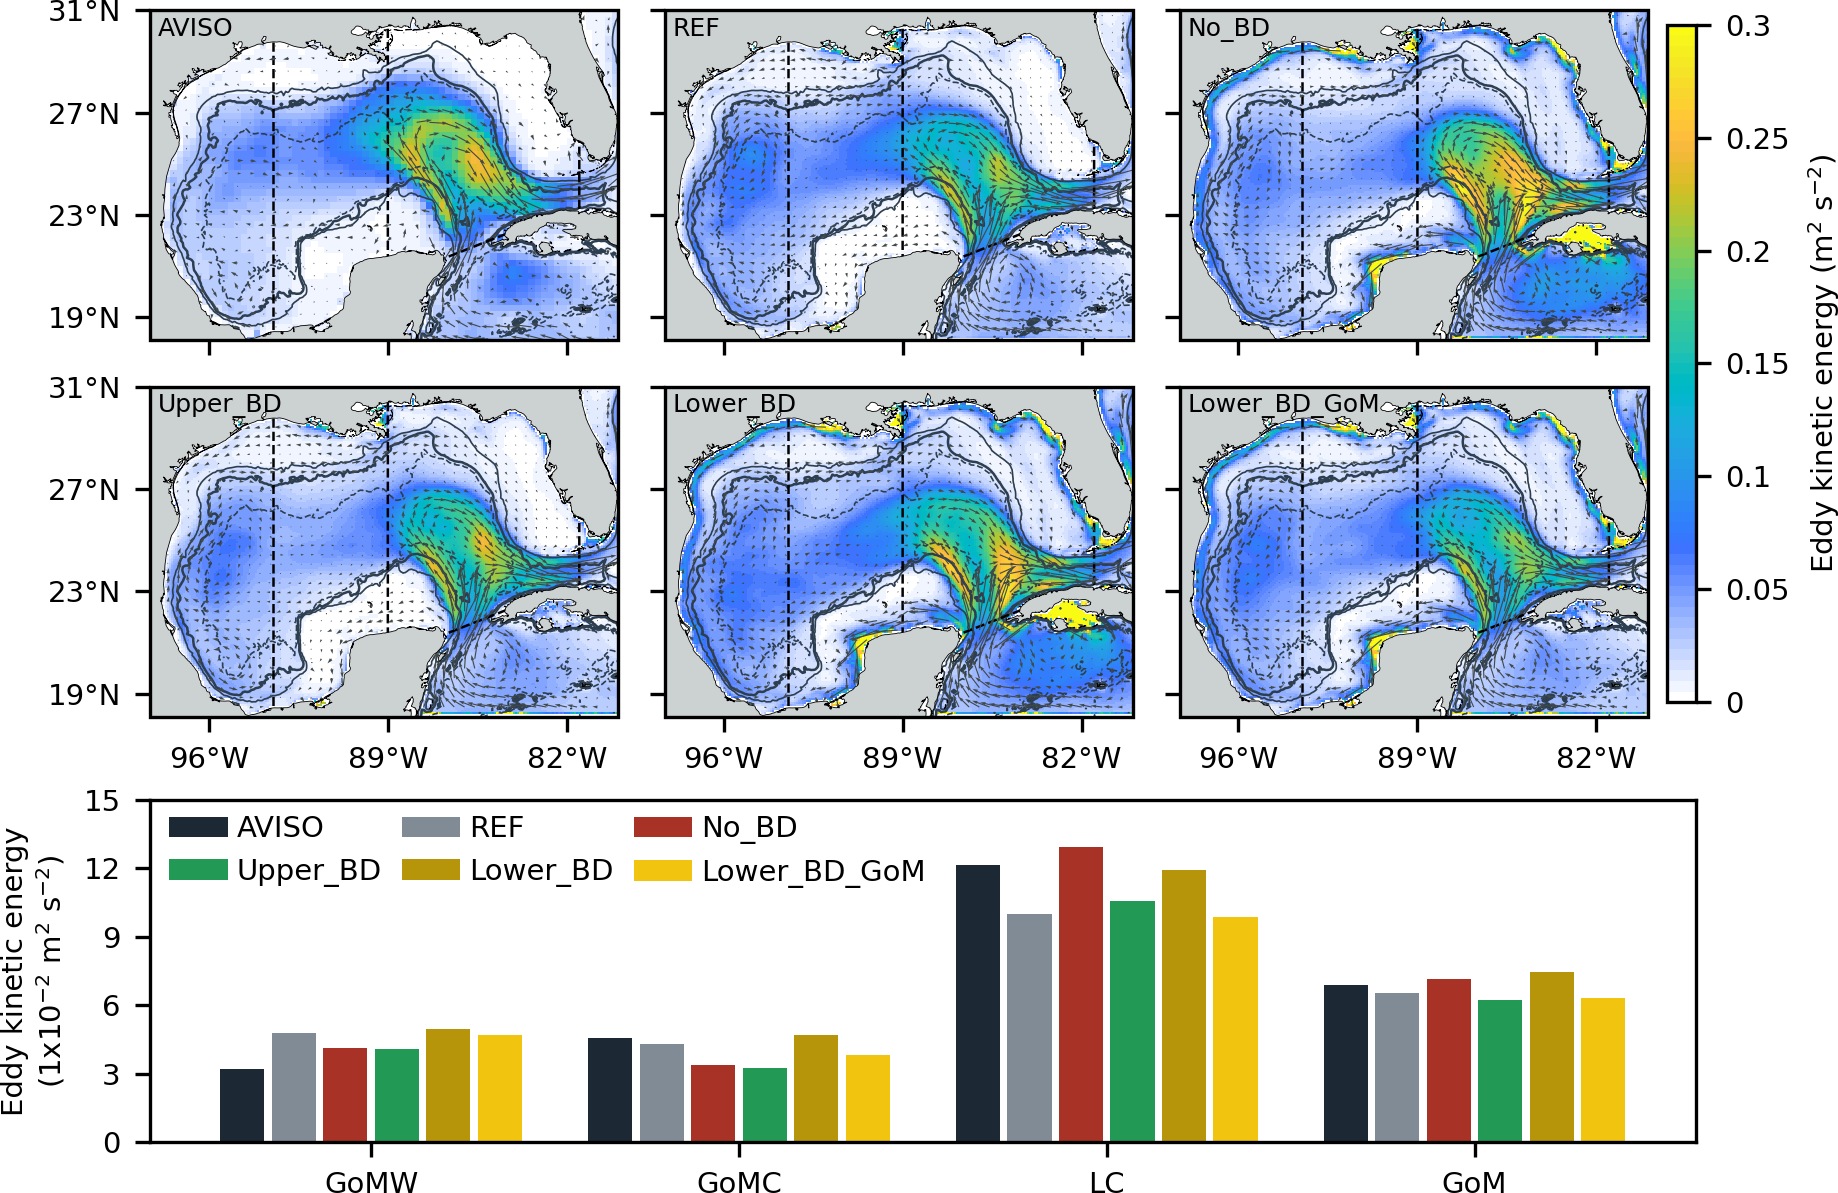 31°N
27°N
23°N
19°N
AVISO
REF
No_BD
31°N
27°N
23°N
19°N
Upper_BD
Lower_BD
Lower_BD_GoM
96°W 89°W 82°W
96°W 89°W 82°W
96°W 89°W 82°W
0.3
0.25
0.2
0.15
0.1
0.05
0
Eddy kinetic energy (m² s⁻²)
Eddy kinetic energy
(1x10⁻² m² s⁻²)
15
12
9
6
3
0
AVISO REF No_BD
Upper_BD Lower_BD Lower_BD_GoM
GoMW GoMC LC GoM